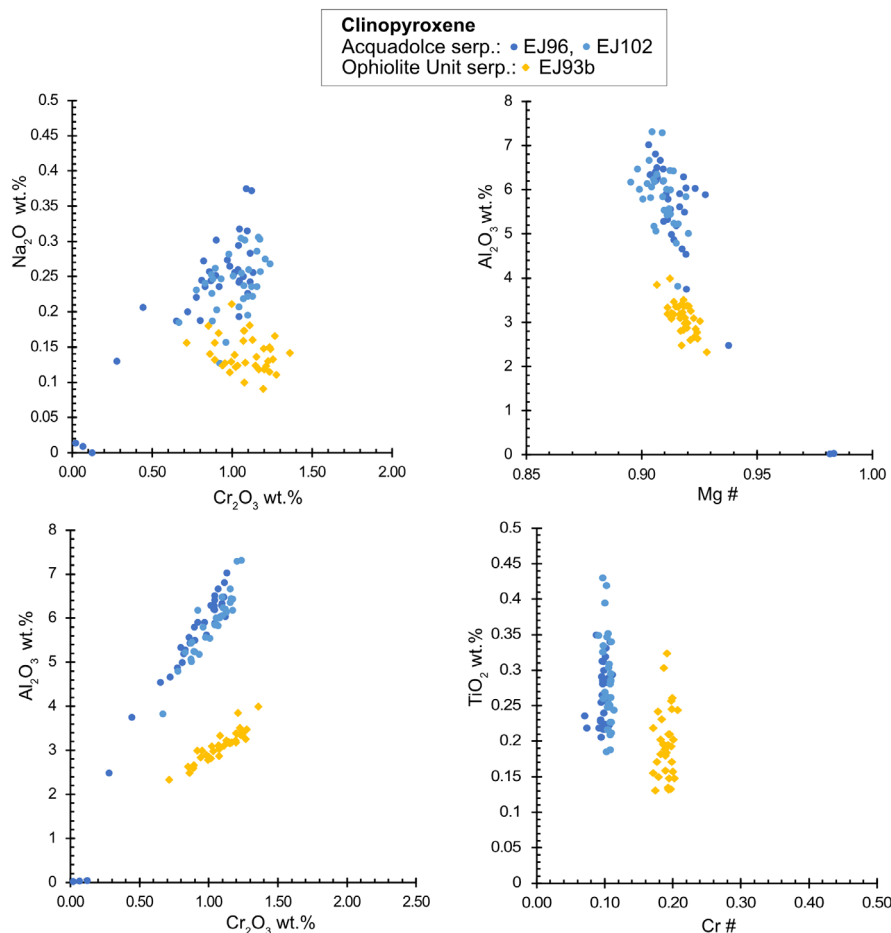 Clinopyroxene
Acquadolce serp.: EJ96, EJ102
Ophiolite Unit serp.: EJ93b
Na₂O wt.%
0.5
0.45
0.4
0.35
0.3
0.25
0.2
0.15
0.1
0.05
0
0.00 0.50 1.00 1.50 2.00
Cr₂O₃ wt.%
Al₂O₃ wt.%
8
7
6
5
4
3
2
1
0
0.85 0.90 0.95 1.00
Mg #
Al₂O₃ wt.%
8
7
6
5
4
3
2
1
0
0.00 0.50 1.00 1.50 2.00 2.50
Cr₂O₃ wt.%
TiO₂ wt.%
0.5
0.45
0.4
0.35
0.3
0.25
0.2
0.15
0.1
0.05
0
0.00 0.10 0.20 0.30 0.40 0.50
Cr #